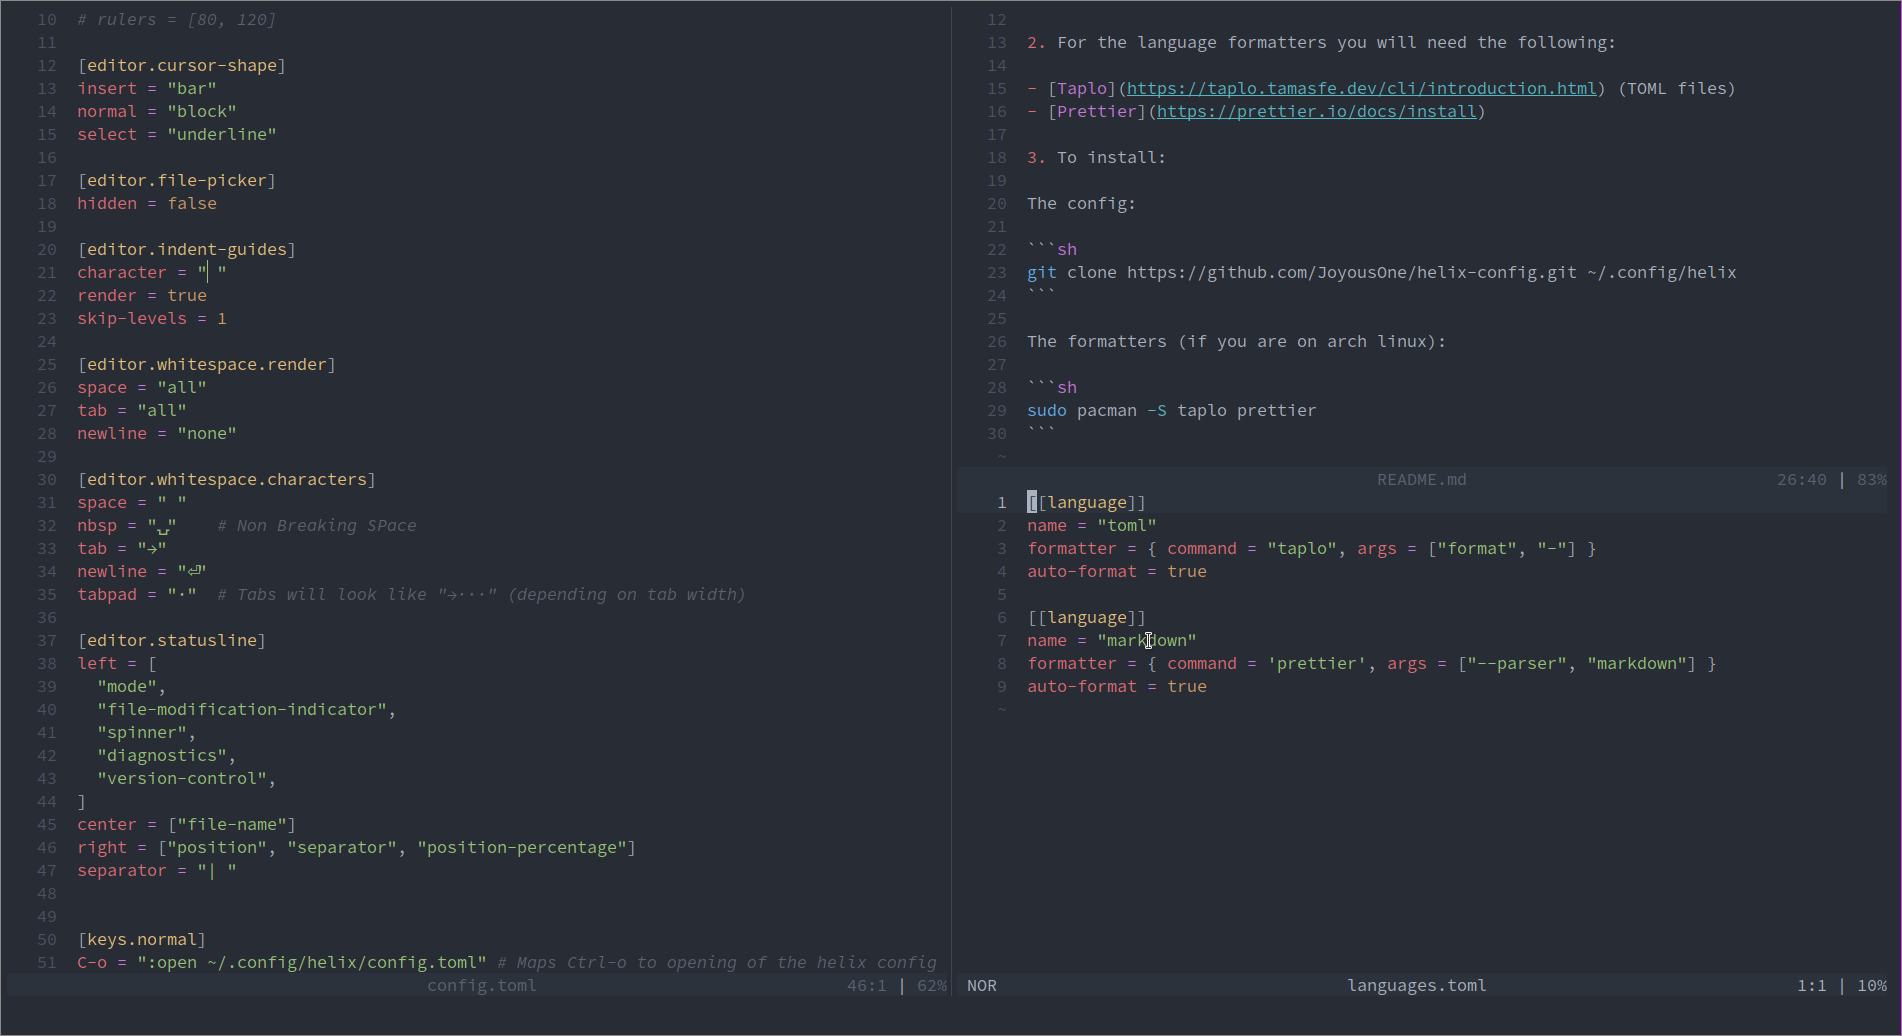 10 # rulers = [80, 120]
11
12 [editor.cursor-shape]
13 insert = "bar"
14 normal = "block"
15 select = "underline"
16
17 [editor.file-picker]
18 hidden = false
19
20 [editor.indent-guides]
21 character = "▏ "
22 render = true
23 skip-levels = 1
24
25 [editor.whitespace.render]
26 space = "all"
27 tab = "all"
28 newline = "none"
29
30 [editor.whitespace.characters]
31 space = " "
32 nbsp = "⍽"    # Non Breaking SPace
33 tab = "→"
34 newline = "⏎"
35 tabpad = "·"  # Tabs will look like "→···" (depending on tab width)
36
37 [editor.statusline]
38 left = [
39   "mode",
40   "file-modification-indicator",
41   "spinner",
42   "diagnostics",
43   "version-control",
44 ]
45 center = ["file-name"]
46 right = ["position", "separator", "position-percentage"]
47 separator = "| "
48
49
50 [keys.normal]
51 C-o = ":open ~/.config/helix/config.toml" # Maps Ctrl-o to opening of the helix config
config.toml 46:1 | 62%
12
13 2. For the language formatters you will need the following:
14
15 - [Taplo](https://taplo.tamasfe.dev/cli/introduction.html) (TOML files)
16 - [Prettier](https://prettier.io/docs/install)
17
18 3. To install:
19
20 The config:
21
22 ```sh
23 git clone https://github.com/JoyousOne/helix-config.git ~/.config/helix
24 ```
25
26 The formatters (if you are on arch linux):
27
28 ```sh
29 sudo pacman -S taplo prettier
30 ```
~
README.md 26:40 | 83%
1 [[language]]
2 name = "toml"
3 formatter = { command = "taplo", args = ["format", "-"] }
4 auto-format = true
5
6 [[language]]
7 name = "markdown"
8 formatter = { command = 'prettier', args = ["--parser", "markdown"] }
9 auto-format = true
~
NOR languages.toml 1:1 | 10%